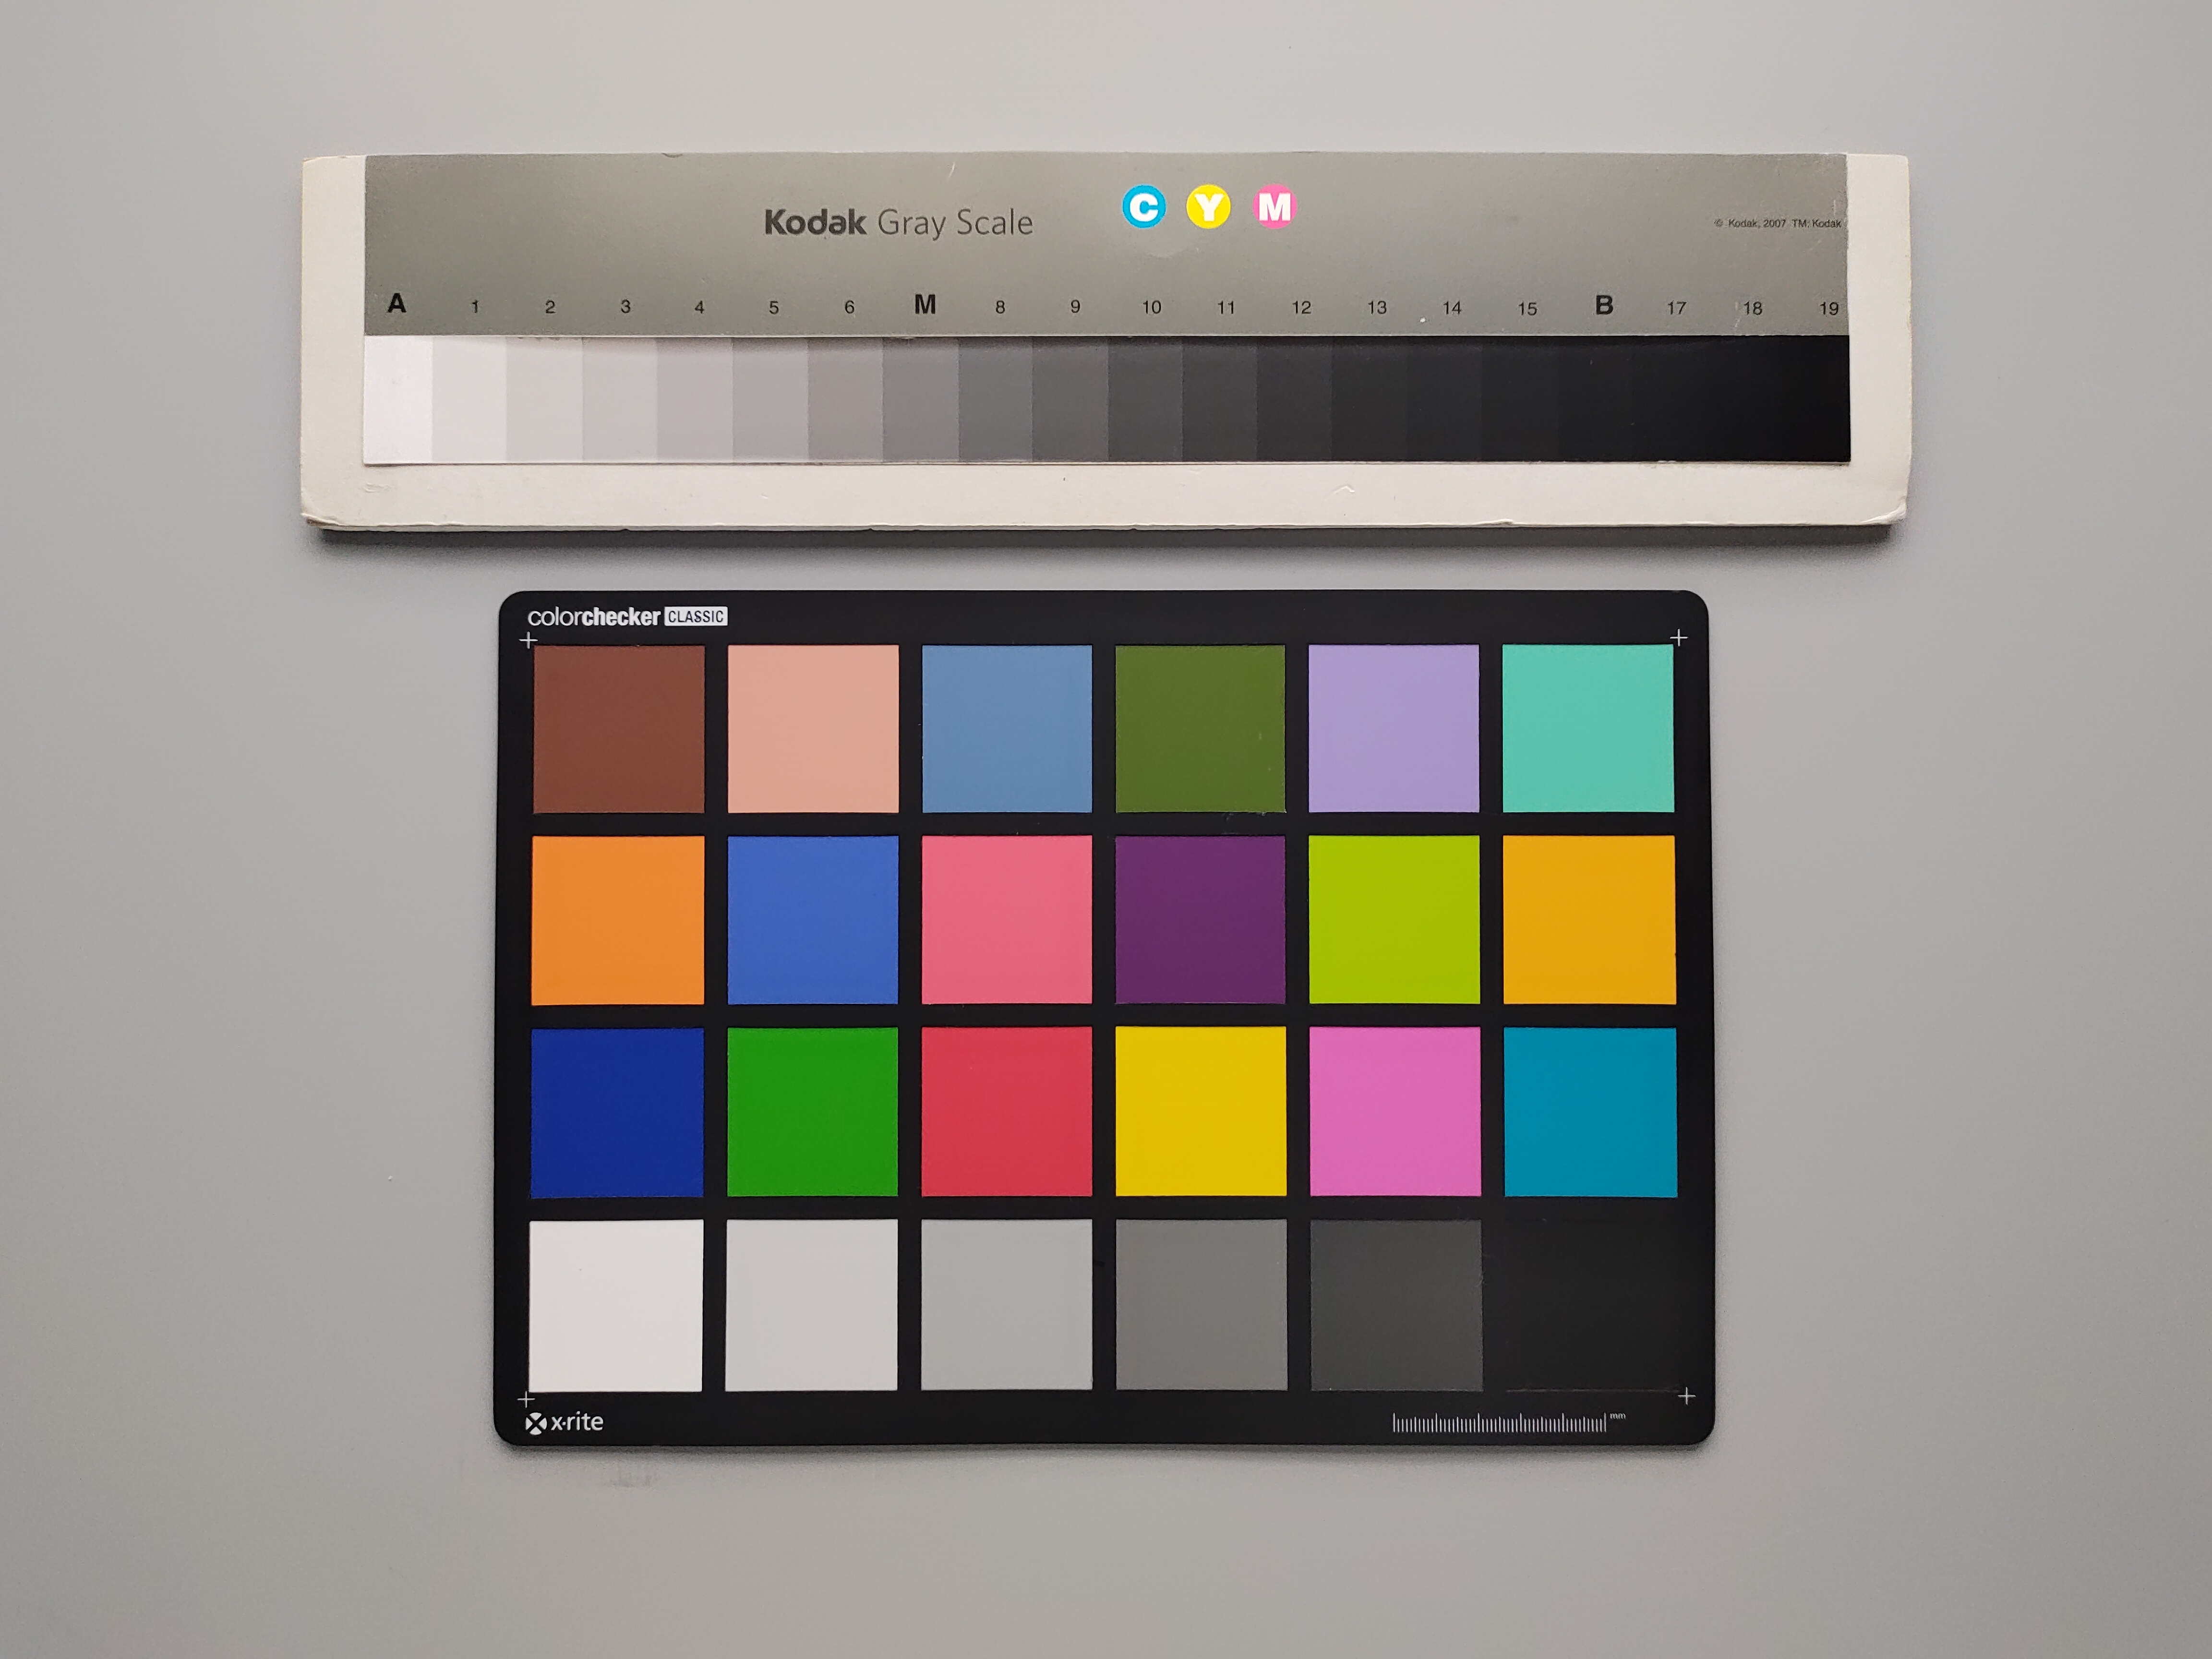 Kodak Gray Scale
C Y M
© Kodak, 2007 TM: Kodak
A 1 2 3 4 5 6 M 8 9 10 11 12 13 14 15 B 17 18 19
colorchecker CLASSIC
x-rite
mm